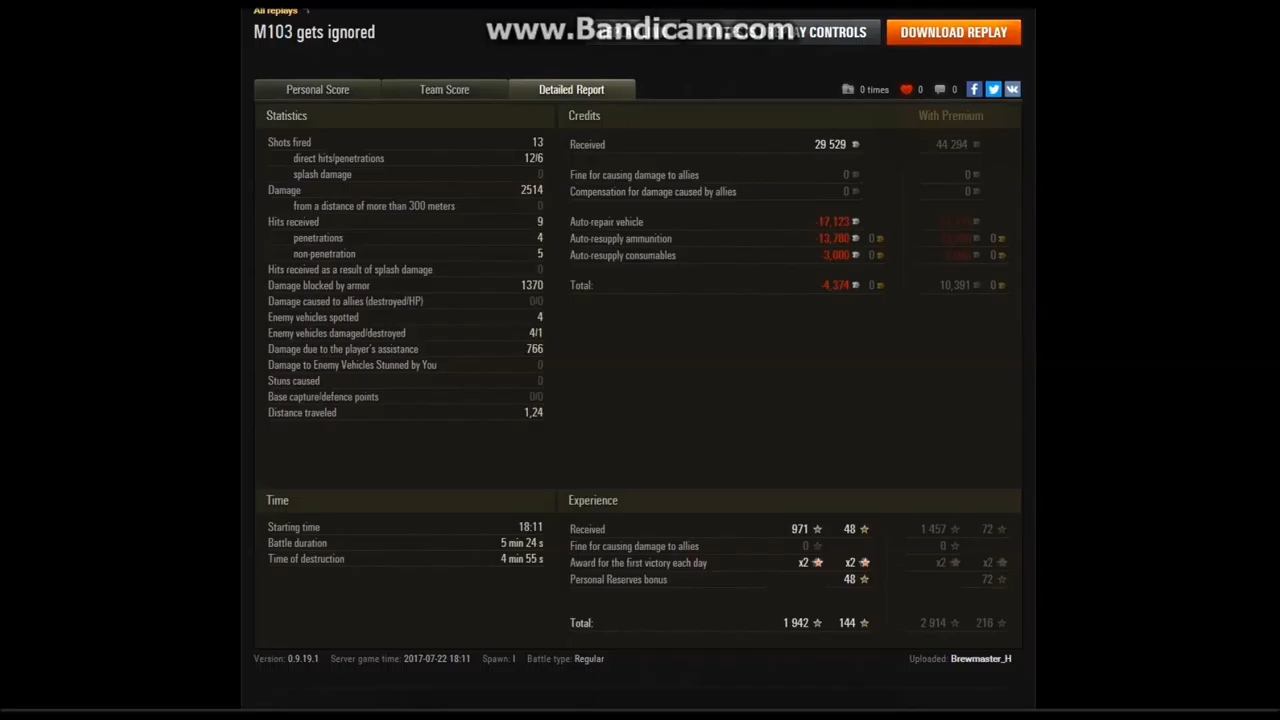 All replays
M103 gets ignored
www.Bandicam.com
REPLAY CONTROLS
DOWNLOAD REPLAY
Personal Score Team Score Detailed Report 0 times 0 0
Statistics Credits With Premium
Shots fired 13
direct hits/penetrations 12/6
splash damage 0
Damage 2514
from a distance of more than 300 meters 0
Hits received 9
penetrations 4
non-penetration 5
Hits received as a result of splash damage 0
Damage blocked by armor 1370
Damage caused to allies (destroyed/HP) 0/0
Enemy vehicles spotted 4
Enemy vehicles damaged/destroyed 4/1
Damage due to the player's assistance 766
Damage to Enemy Vehicles Stunned by You 0
Stuns caused 0
Base capture/defence points 0/0
Distance traveled 1,24
Received 29 529 44 294
Fine for causing damage to allies 0 0
Compensation for damage caused by allies 0 0
Auto-repair vehicle -17,123
Auto-resupply ammunition -13,780 0 0
Auto-resupply consumables -3,000 0 0
Total: -4,374 0 10,391 0
Time
Starting time 18:11
Battle duration 5 min 24 s
Time of destruction 4 min 55 s
Experience
Received 971 48 1 457 72
Fine for causing damage to allies 0 0
Award for the first victory each day x2 x2 x2 x2
Personal Reserves bonus 48 72
Total: 1 942 144 2 914 216
Version: 0.9.19.1 Server game time: 2017-07-22 18:11 Spawn: I Battle type: Regular Uploaded: Brewmaster_H